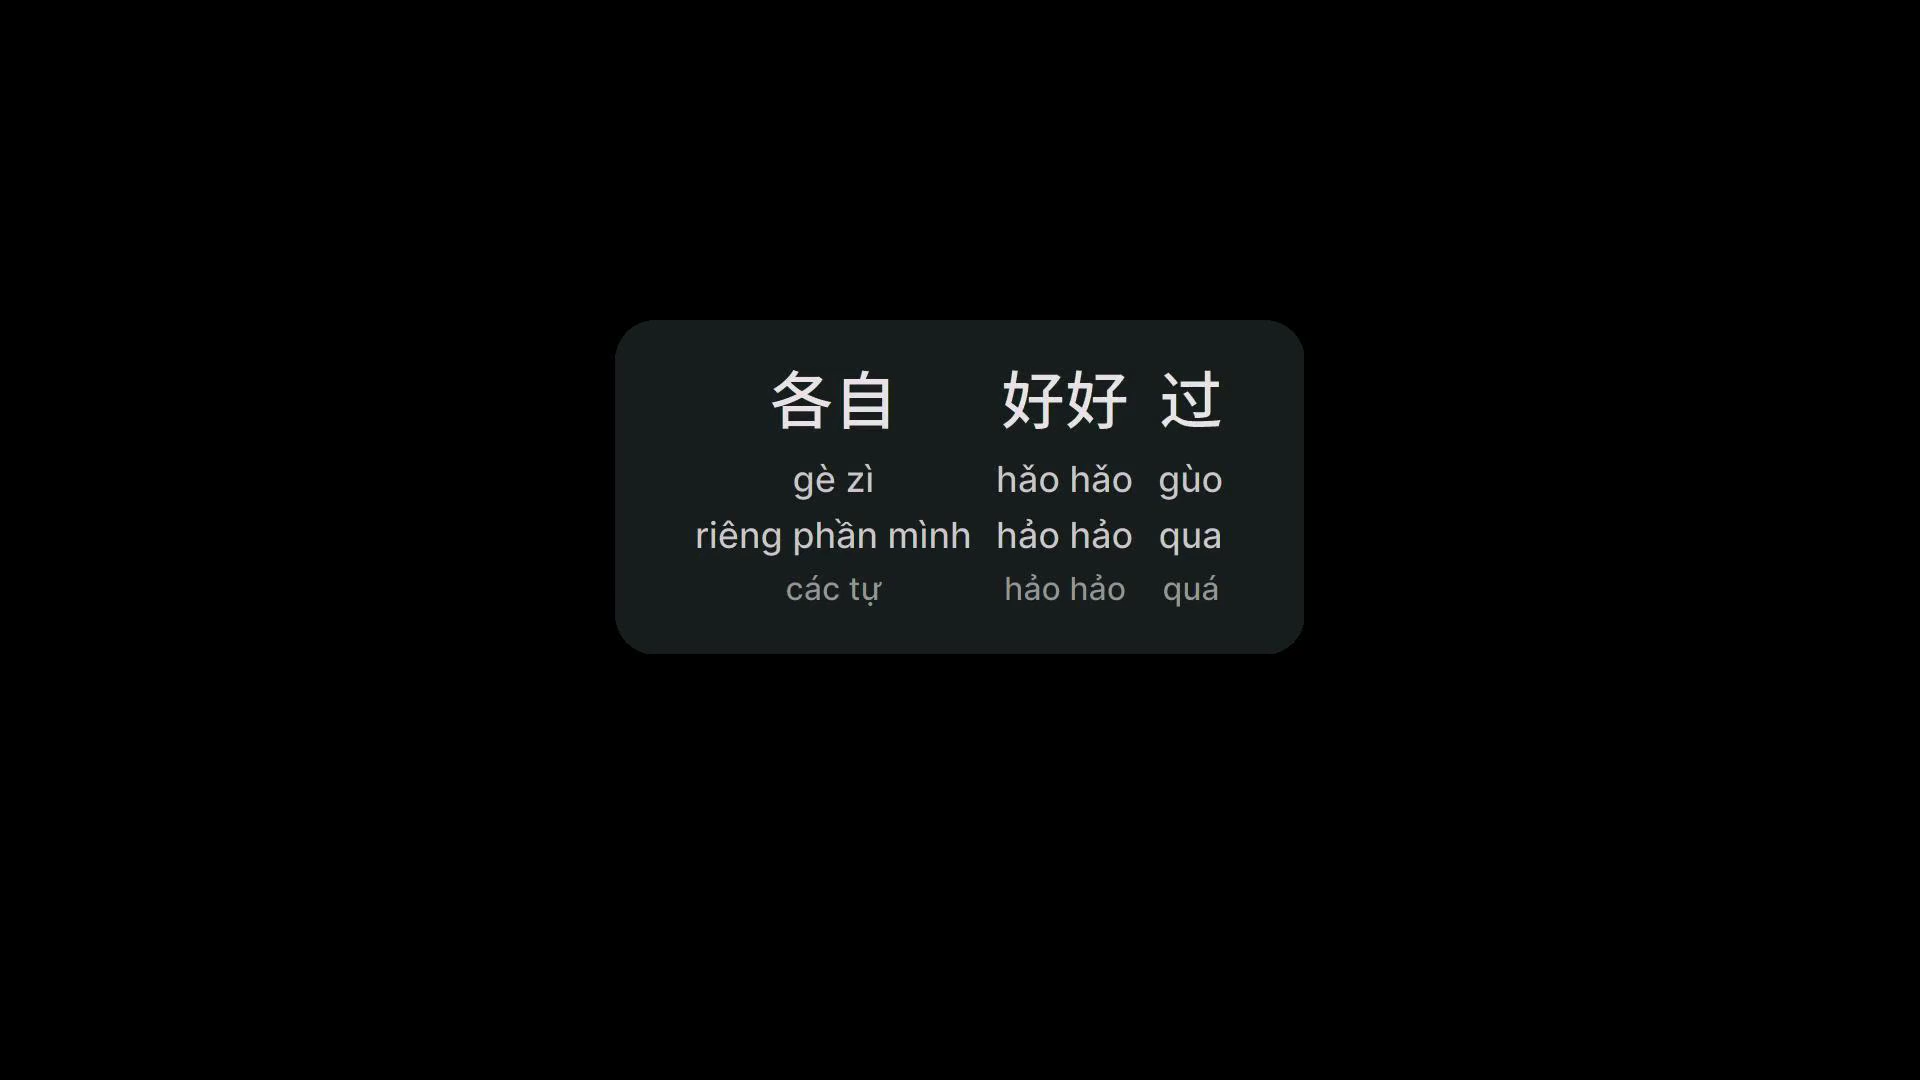 各自 好好 过
gè zì hǎo hǎo gùo
riêng phần mình hảo hảo qua
các tự hảo hảo quá